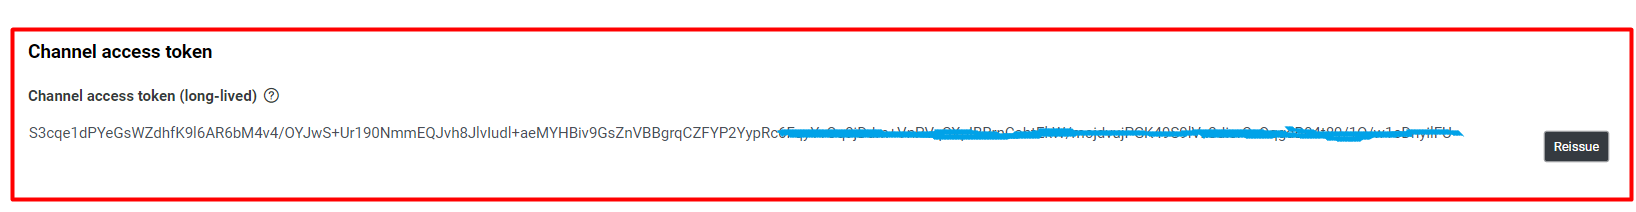 Channel access token
Channel access token (long-lived) ?
S3cqe1dPYeGsWZdhfK9l6AR6bM4v4/OYJwS+Ur190NmmEQJvh8JlvIudl+aeMYHBiv9GsZnVBBgrqCZFYP2YypRc
Reissue